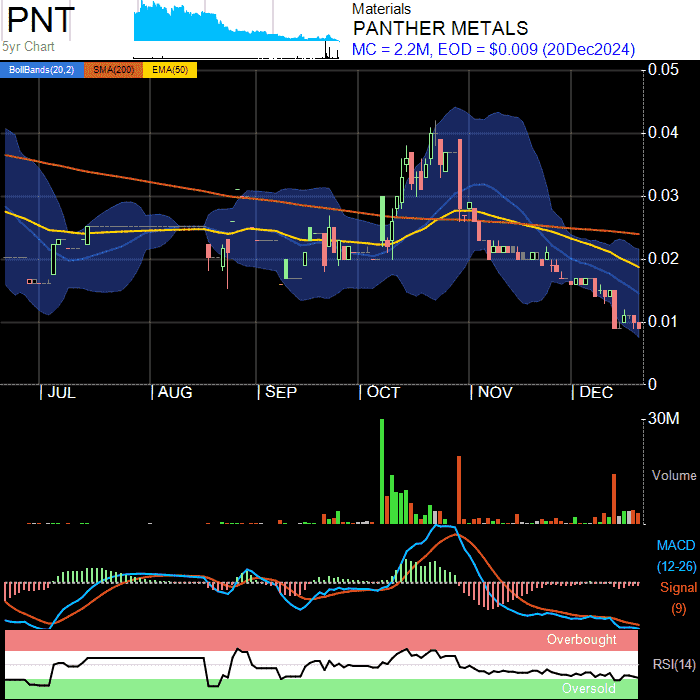 PNT
5yr Chart
Materials
PANTHER METALS
MC = 2.2M, EOD = $0.009 (20Dec2024)
BollBands(20,2) SMA(200) EMA(50)
0.05
0.04
0.03
0.02
0.01
0
JUL AUG SEP OCT NOV DEC
30M
Volume
MACD
(12-26)
Signal
(9)
Overbought
RSI(14)
Oversold